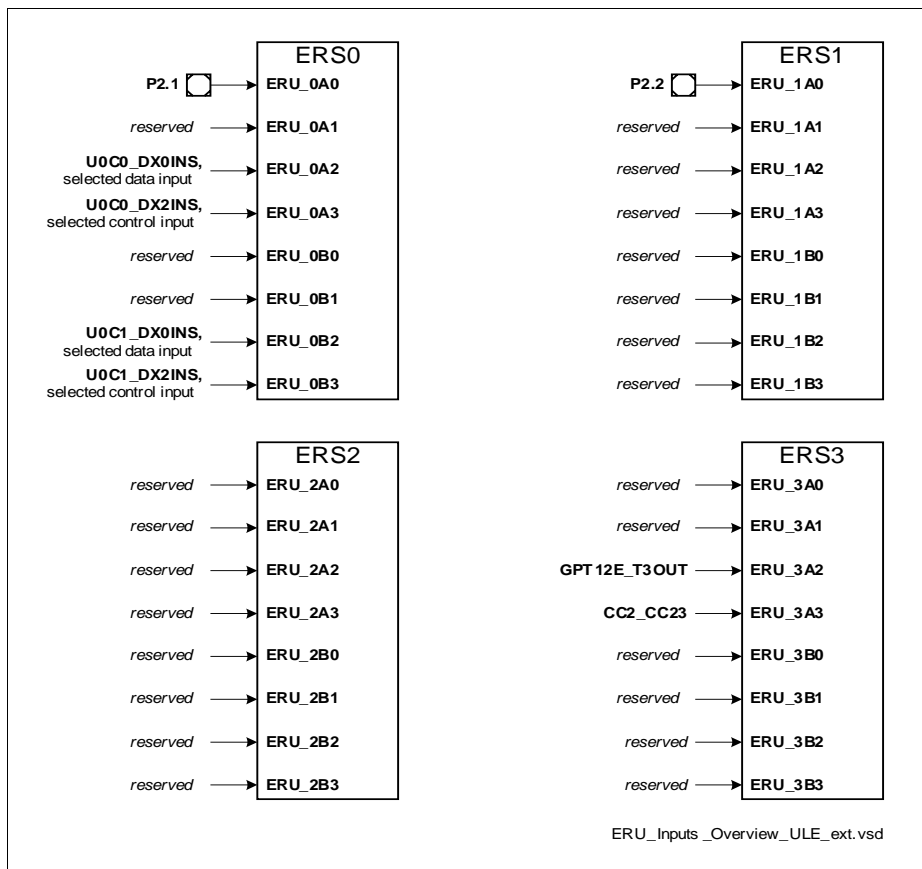 ERS0
P2.1 ERU_0A0
reserved ERU_0A1
U0C0_DX0INS,
selected data input ERU_0A2
U0C0_DX2INS,
selected control input ERU_0A3
reserved ERU_0B0
reserved ERU_0B1
U0C1_DX0INS,
selected data input ERU_0B2
U0C1_DX2INS,
selected control input ERU_0B3
ERS1
P2.2 ERU_1A0
reserved ERU_1A1
reserved ERU_1A2
reserved ERU_1A3
reserved ERU_1B0
reserved ERU_1B1
reserved ERU_1B2
reserved ERU_1B3
ERS2
reserved ERU_2A0
reserved ERU_2A1
reserved ERU_2A2
reserved ERU_2A3
reserved ERU_2B0
reserved ERU_2B1
reserved ERU_2B2
reserved ERU_2B3
ERS3
reserved ERU_3A0
reserved ERU_3A1
GPT12E_T3OUT ERU_3A2
CC2_CC23 ERU_3A3
reserved ERU_3B0
reserved ERU_3B1
reserved ERU_3B2
reserved ERU_3B3
ERU_Inputs_Overview_ULE_ext.vsd